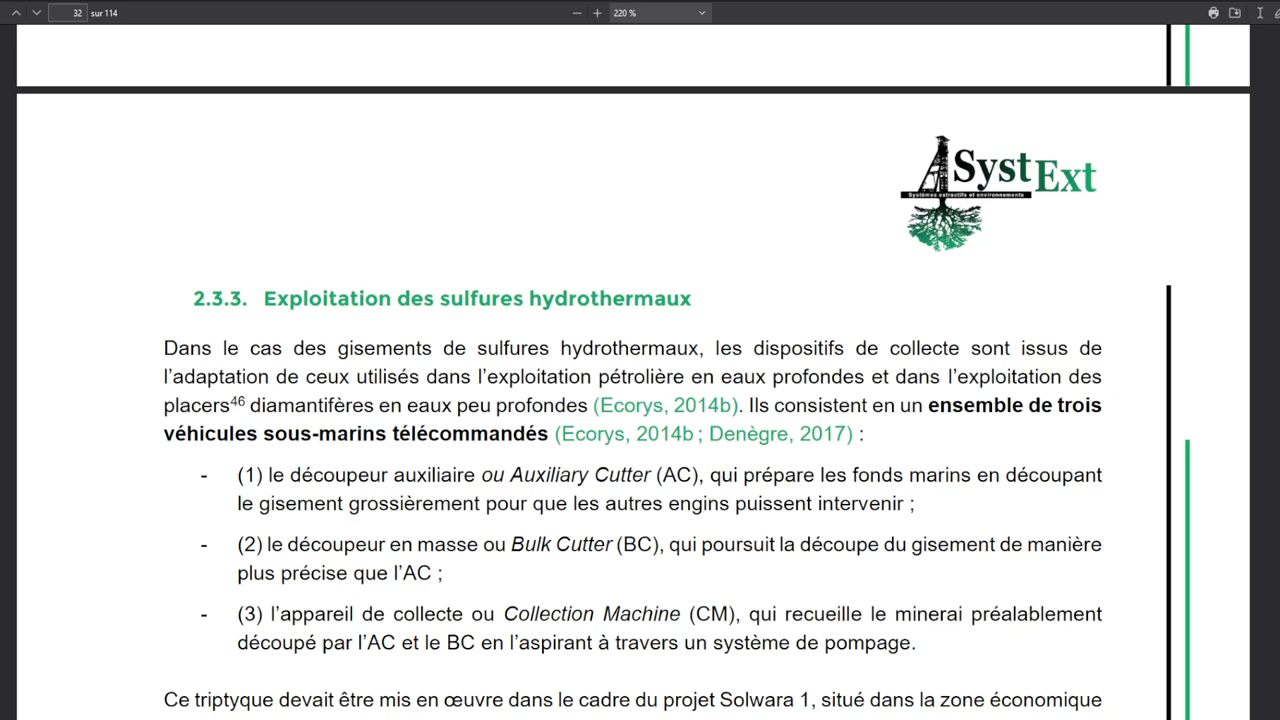 32 sur 114
220 %
Syst Ext
Systèmes extractifs et environnements
2.3.3. Exploitation des sulfures hydrothermaux
Dans le cas des gisements de sulfures hydrothermaux, les dispositifs de collecte sont issus de
l’adaptation de ceux utilisés dans l’exploitation pétrolière en eaux profondes et dans l’exploitation des
placers46 diamantifères en eaux peu profondes (Ecorys, 2014b). Ils consistent en un ensemble de trois
véhicules sous-marins télécommandés (Ecorys, 2014b ; Denègre, 2017) :
- (1) le découpeur auxiliaire ou Auxiliary Cutter (AC), qui prépare les fonds marins en découpant
le gisement grossièrement pour que les autres engins puissent intervenir ;
- (2) le découpeur en masse ou Bulk Cutter (BC), qui poursuit la découpe du gisement de manière
plus précise que l’AC ;
- (3) l’appareil de collecte ou Collection Machine (CM), qui recueille le minerai préalablement
découpé par l’AC et le BC en l’aspirant à travers un système de pompage.
Ce triptyque devait être mis en œuvre dans le cadre du projet Solwara 1, situé dans la zone économique